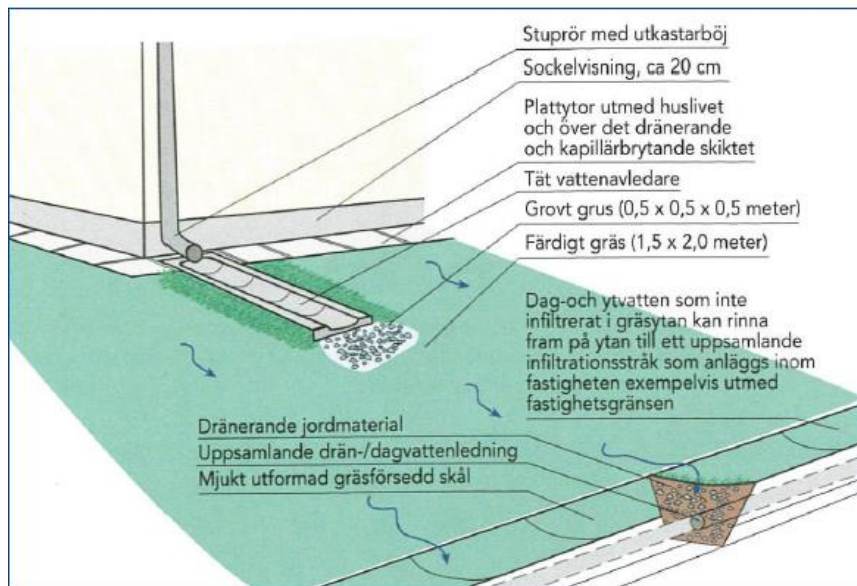 Stuprör med utkastarböj
Sockelvisning, ca 20 cm
Plattytor utmed huslivet
och över det dränerande
och kapillärbrytande skiktet
Tät vattenavledare
Grovt grus (0,5 x 0,5 x 0,5 meter)
Färdigt gräs (1,5 x 2,0 meter)
Dag-och ytvatten som inte
infiltrerat i gräsytan kan rinna
fram på ytan till ett uppsamlande
infiltrationsstråk som anläggs inom
fastigheten exempelvis utmed
fastighetsgränsen
Dränerande jordmaterial
Uppsamlande drän-/dagvattenledning
Mjukt utformad gräsförsedd skål